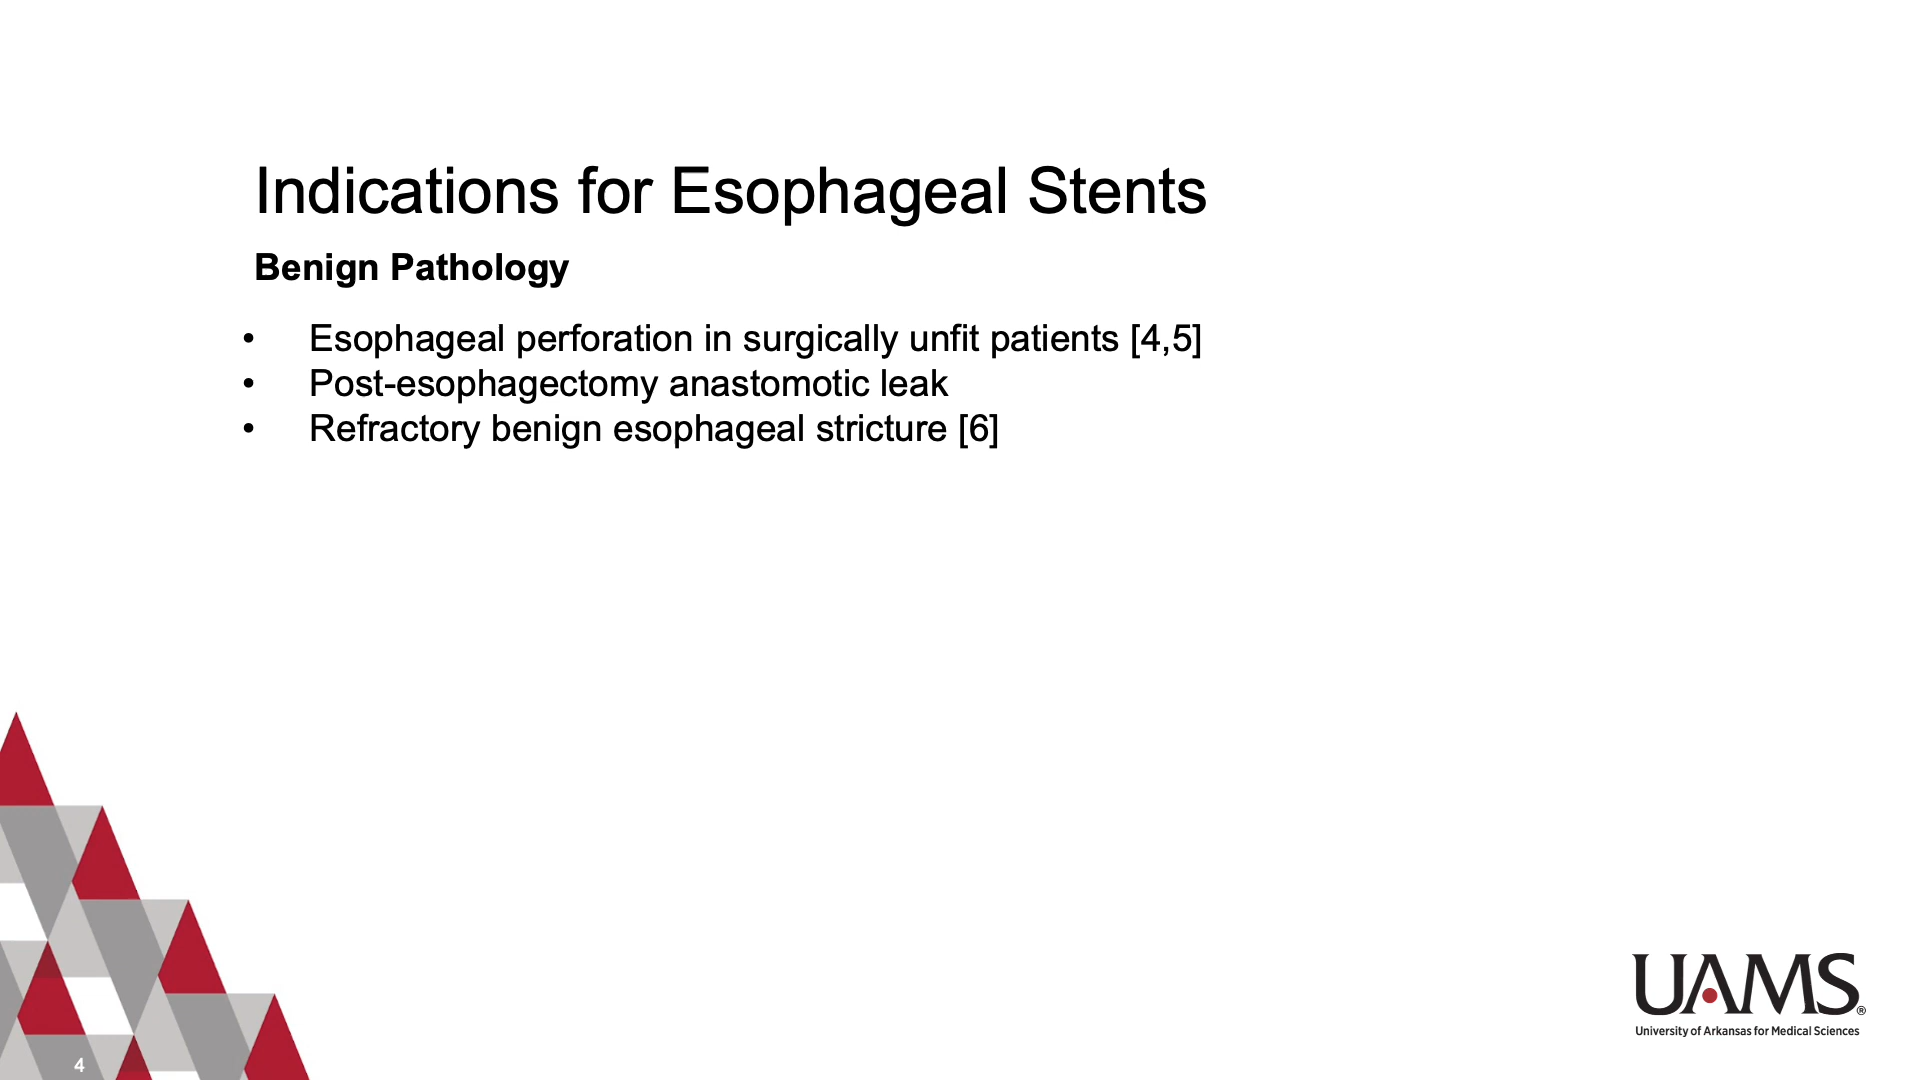 Indications for Esophageal Stents
Benign Pathology
• Esophageal perforation in surgically unfit patients [4,5]
• Post-esophagectomy anastomotic leak
• Refractory benign esophageal stricture [6]
4
UAMS®
University of Arkansas for Medical Sciences